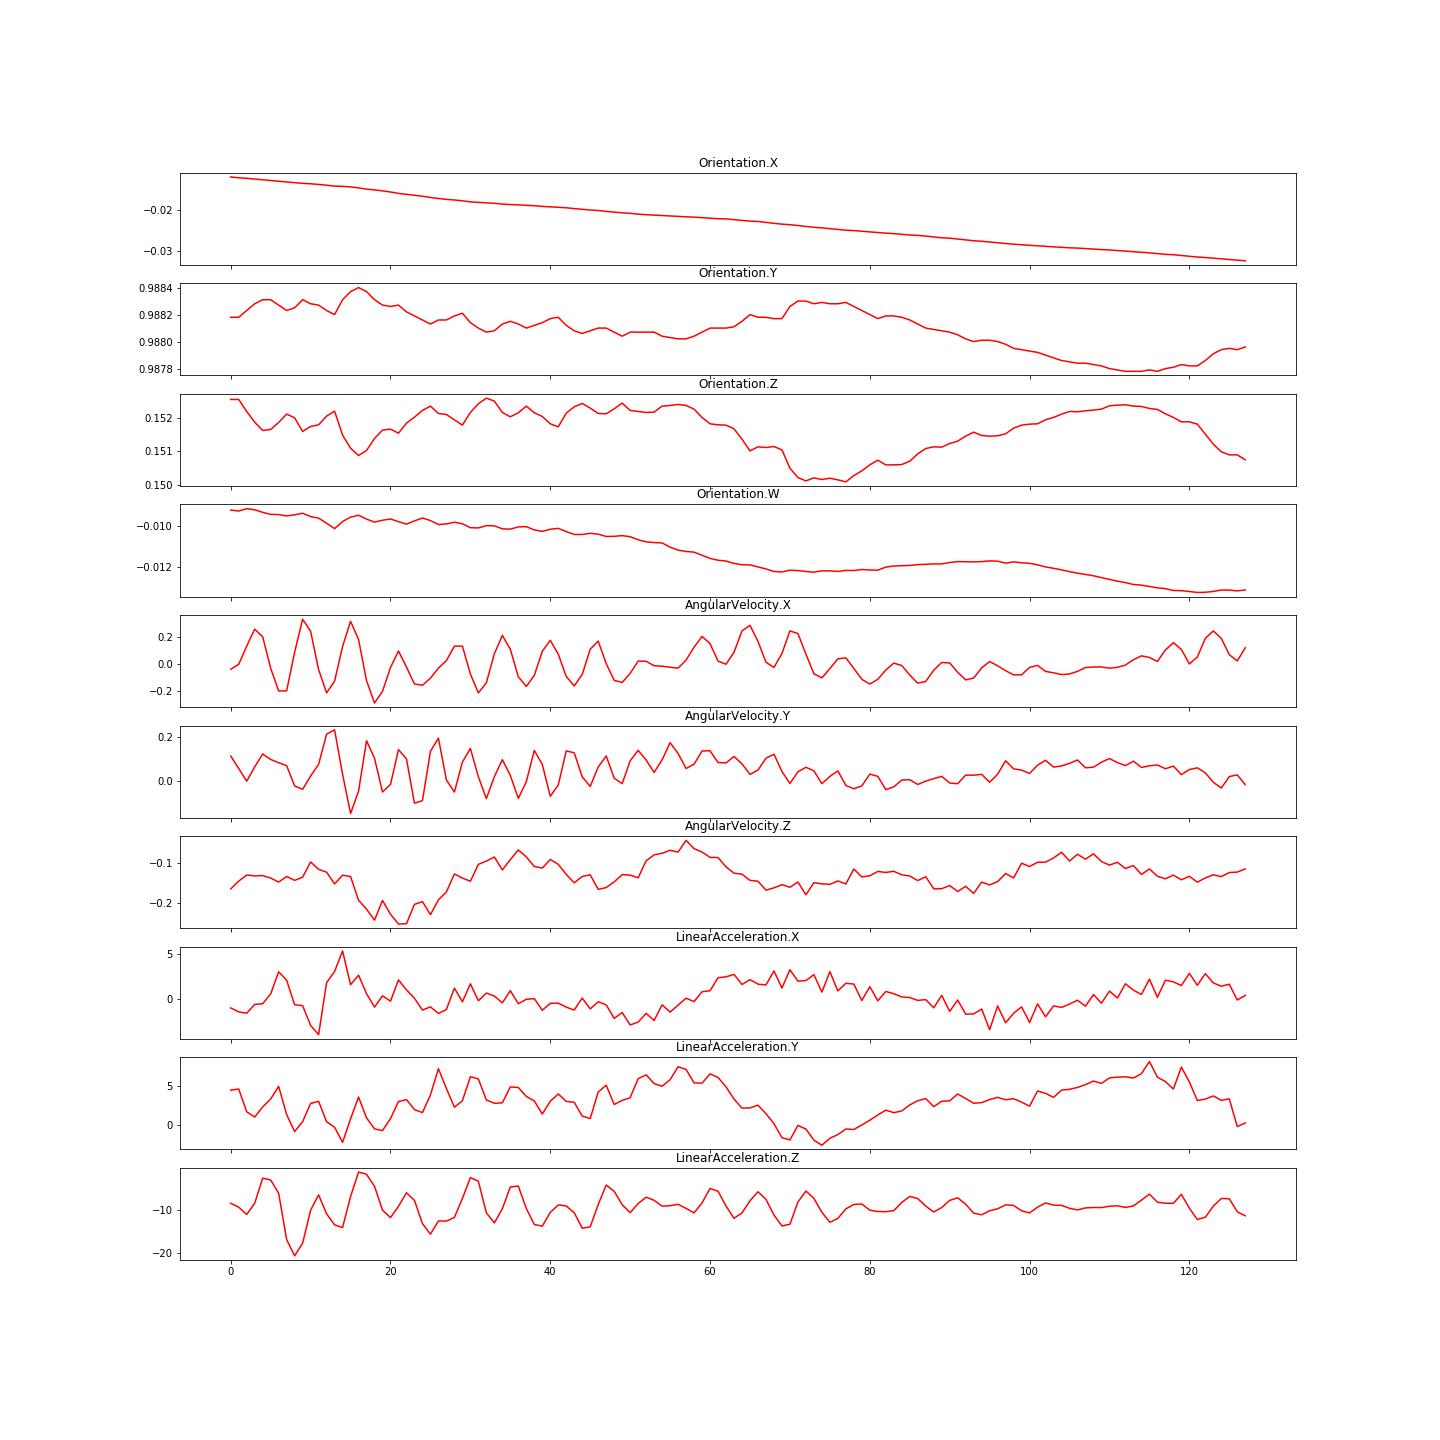 Orientation.X
−0.02
−0.03
Orientation.Y
0.9884
0.9882
0.9880
0.9878
Orientation.Z
0.152
0.151
0.150
Orientation.W
−0.010
−0.012
AngularVelocity.X
0.2
0.0
−0.2
AngularVelocity.Y
0.2
0.0
AngularVelocity.Z
−0.1
−0.2
LinearAcceleration.X
5
0
LinearAcceleration.Y
5
0
LinearAcceleration.Z
−10
−20
0 20 40 60 80 100 120